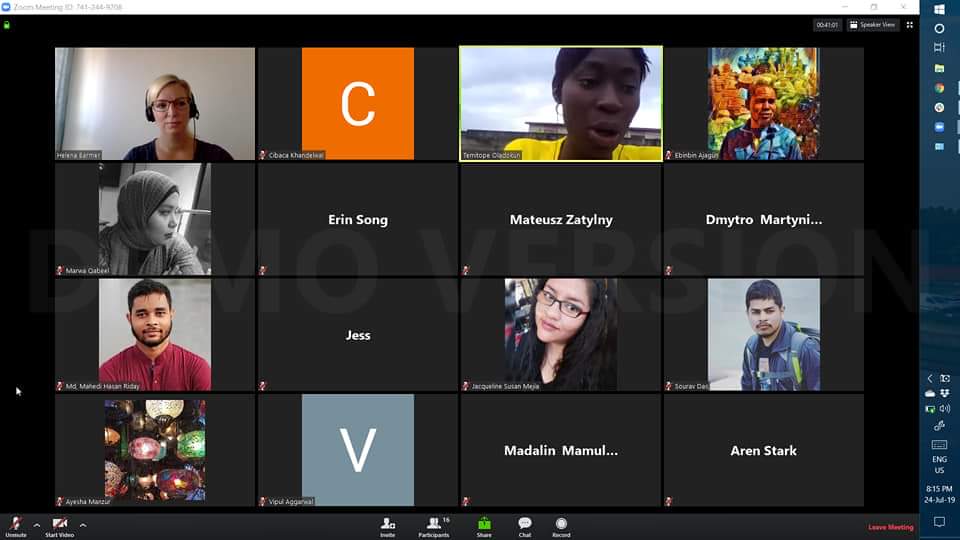 Zoom Meeting ID: 741-244-9208
00:41:01 Speaker View
Helena Earmer
C
Cibaca Khandelwal
Temitope Oladokun
Ebinbin Ajagun
Marwa Qabeel
Erin Song
Mateusz Zatylny
Dmytro Martyni...
DEMO VERSION
Md. Mahedi Hasan Riday
Jess
Jacqueline Susan Mejia
Sourav Das
Ayesha Manzur
V
Vipul Aggarwal
Madalin Mamul...
Aren Stark
ENG
US
8:15 PM
24-Jul-19
Unmute
Start Video
Invite
16
Participants
Share
Chat
Record
Leave Meeting